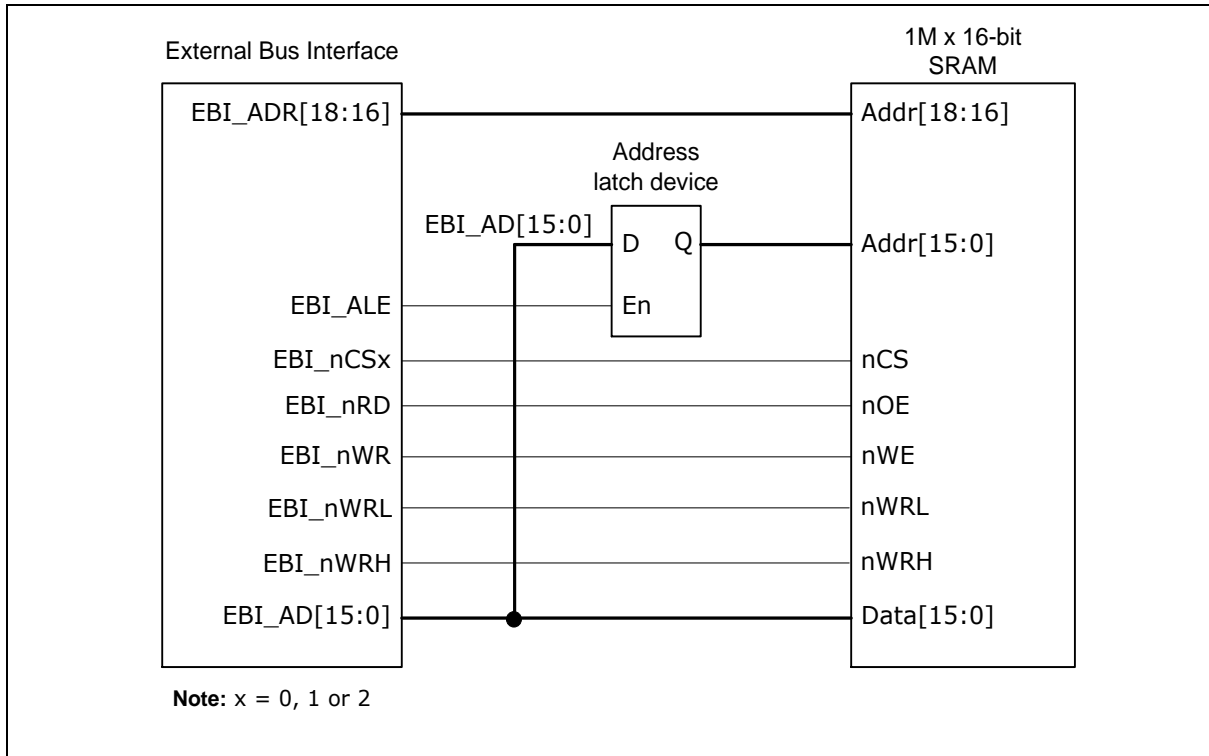 External Bus Interface
1M x 16-bit
SRAM
EBI_ADR[18:16]
Addr[18:16]
Address
latch device
EBI_AD[15:0]
D
Q
Addr[15:0]
EBI_ALE
En
EBI_nCSx
nCS
EBI_nRD
nOE
EBI_nWR
nWE
EBI_nWRL
nWRL
EBI_nWRH
nWRH
EBI_AD[15:0]
Data[15:0]
Note: x = 0, 1 or 2